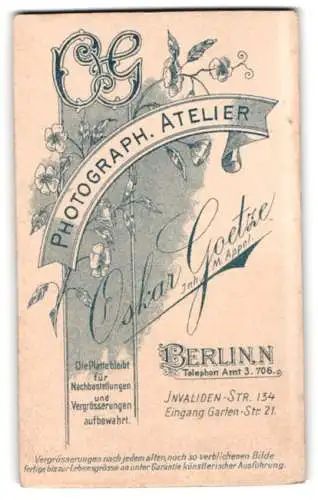 OG
PHOTOGRAPH. ATELIER
Oskar Goetze
Inh. M. Appel.
Die Platte bleibt
für
Nachbestellungen
und
Vergrösserungen
aufbewahrt.
BERLIN.N
Telephon Amt 3. 706.
INVALIDEN-STR. 134
Eingang Garten-Str. 21.
Vergrösserungen nach jedem alten, noch so verblichenen Bilde
fertige bis zur Lebensgrösse an unter Garantie künstlerischer Ausführung.